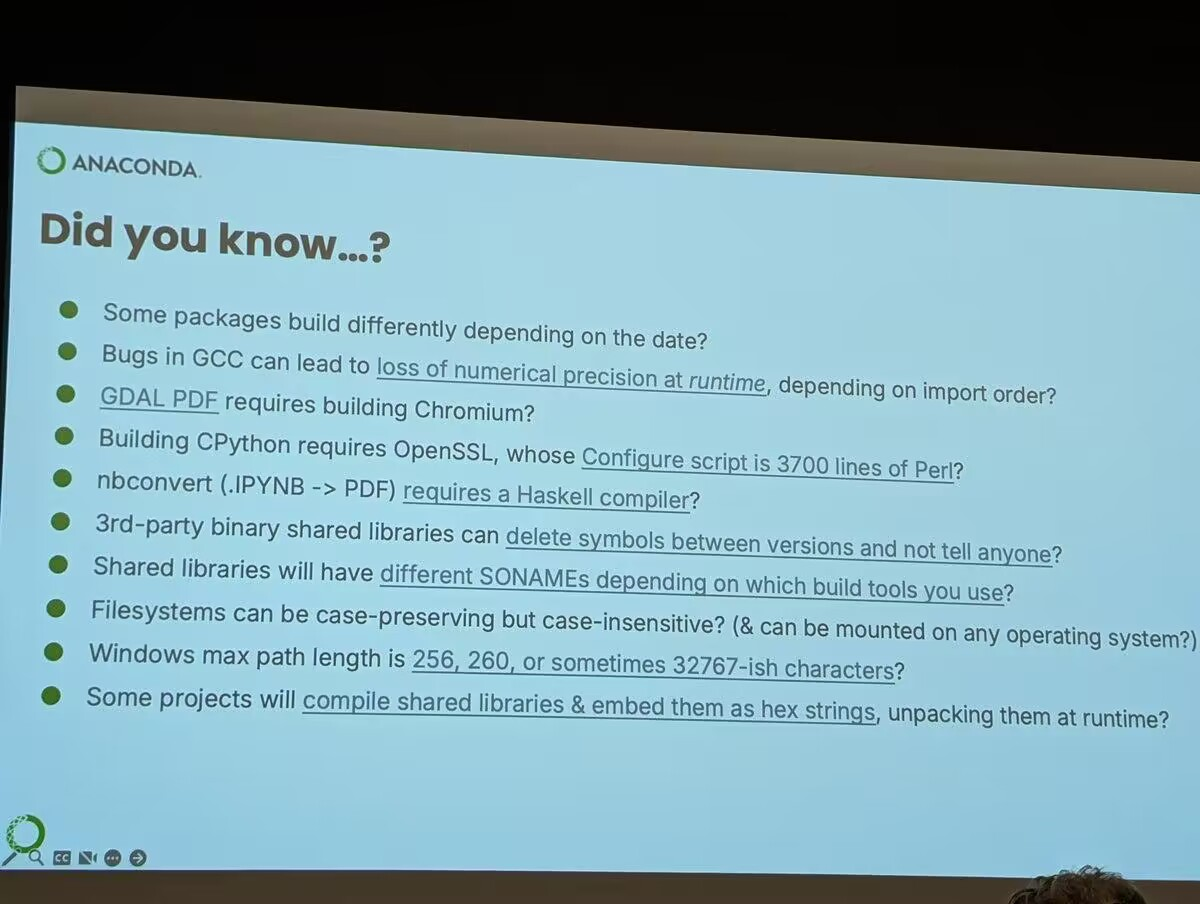 ANACONDA.
Did you know...?
Some packages build differently depending on the date?
Bugs in GCC can lead to loss of numerical precision at runtime, depending on import order?
GDAL PDF requires building Chromium?
Building CPython requires OpenSSL, whose Configure script is 3700 lines of Perl?
nbconvert (.IPYNB -> PDF) requires a Haskell compiler?
3rd-party binary shared libraries can delete symbols between versions and not tell anyone?
Shared libraries will have different SONAMEs depending on which build tools you use?
Filesystems can be case-preserving but case-insensitive? (& can be mounted on any operating system?)
Windows max path length is 256, 260, or sometimes 32767-ish characters?
Some projects will compile shared libraries & embed them as hex strings, unpacking them at runtime?
CC